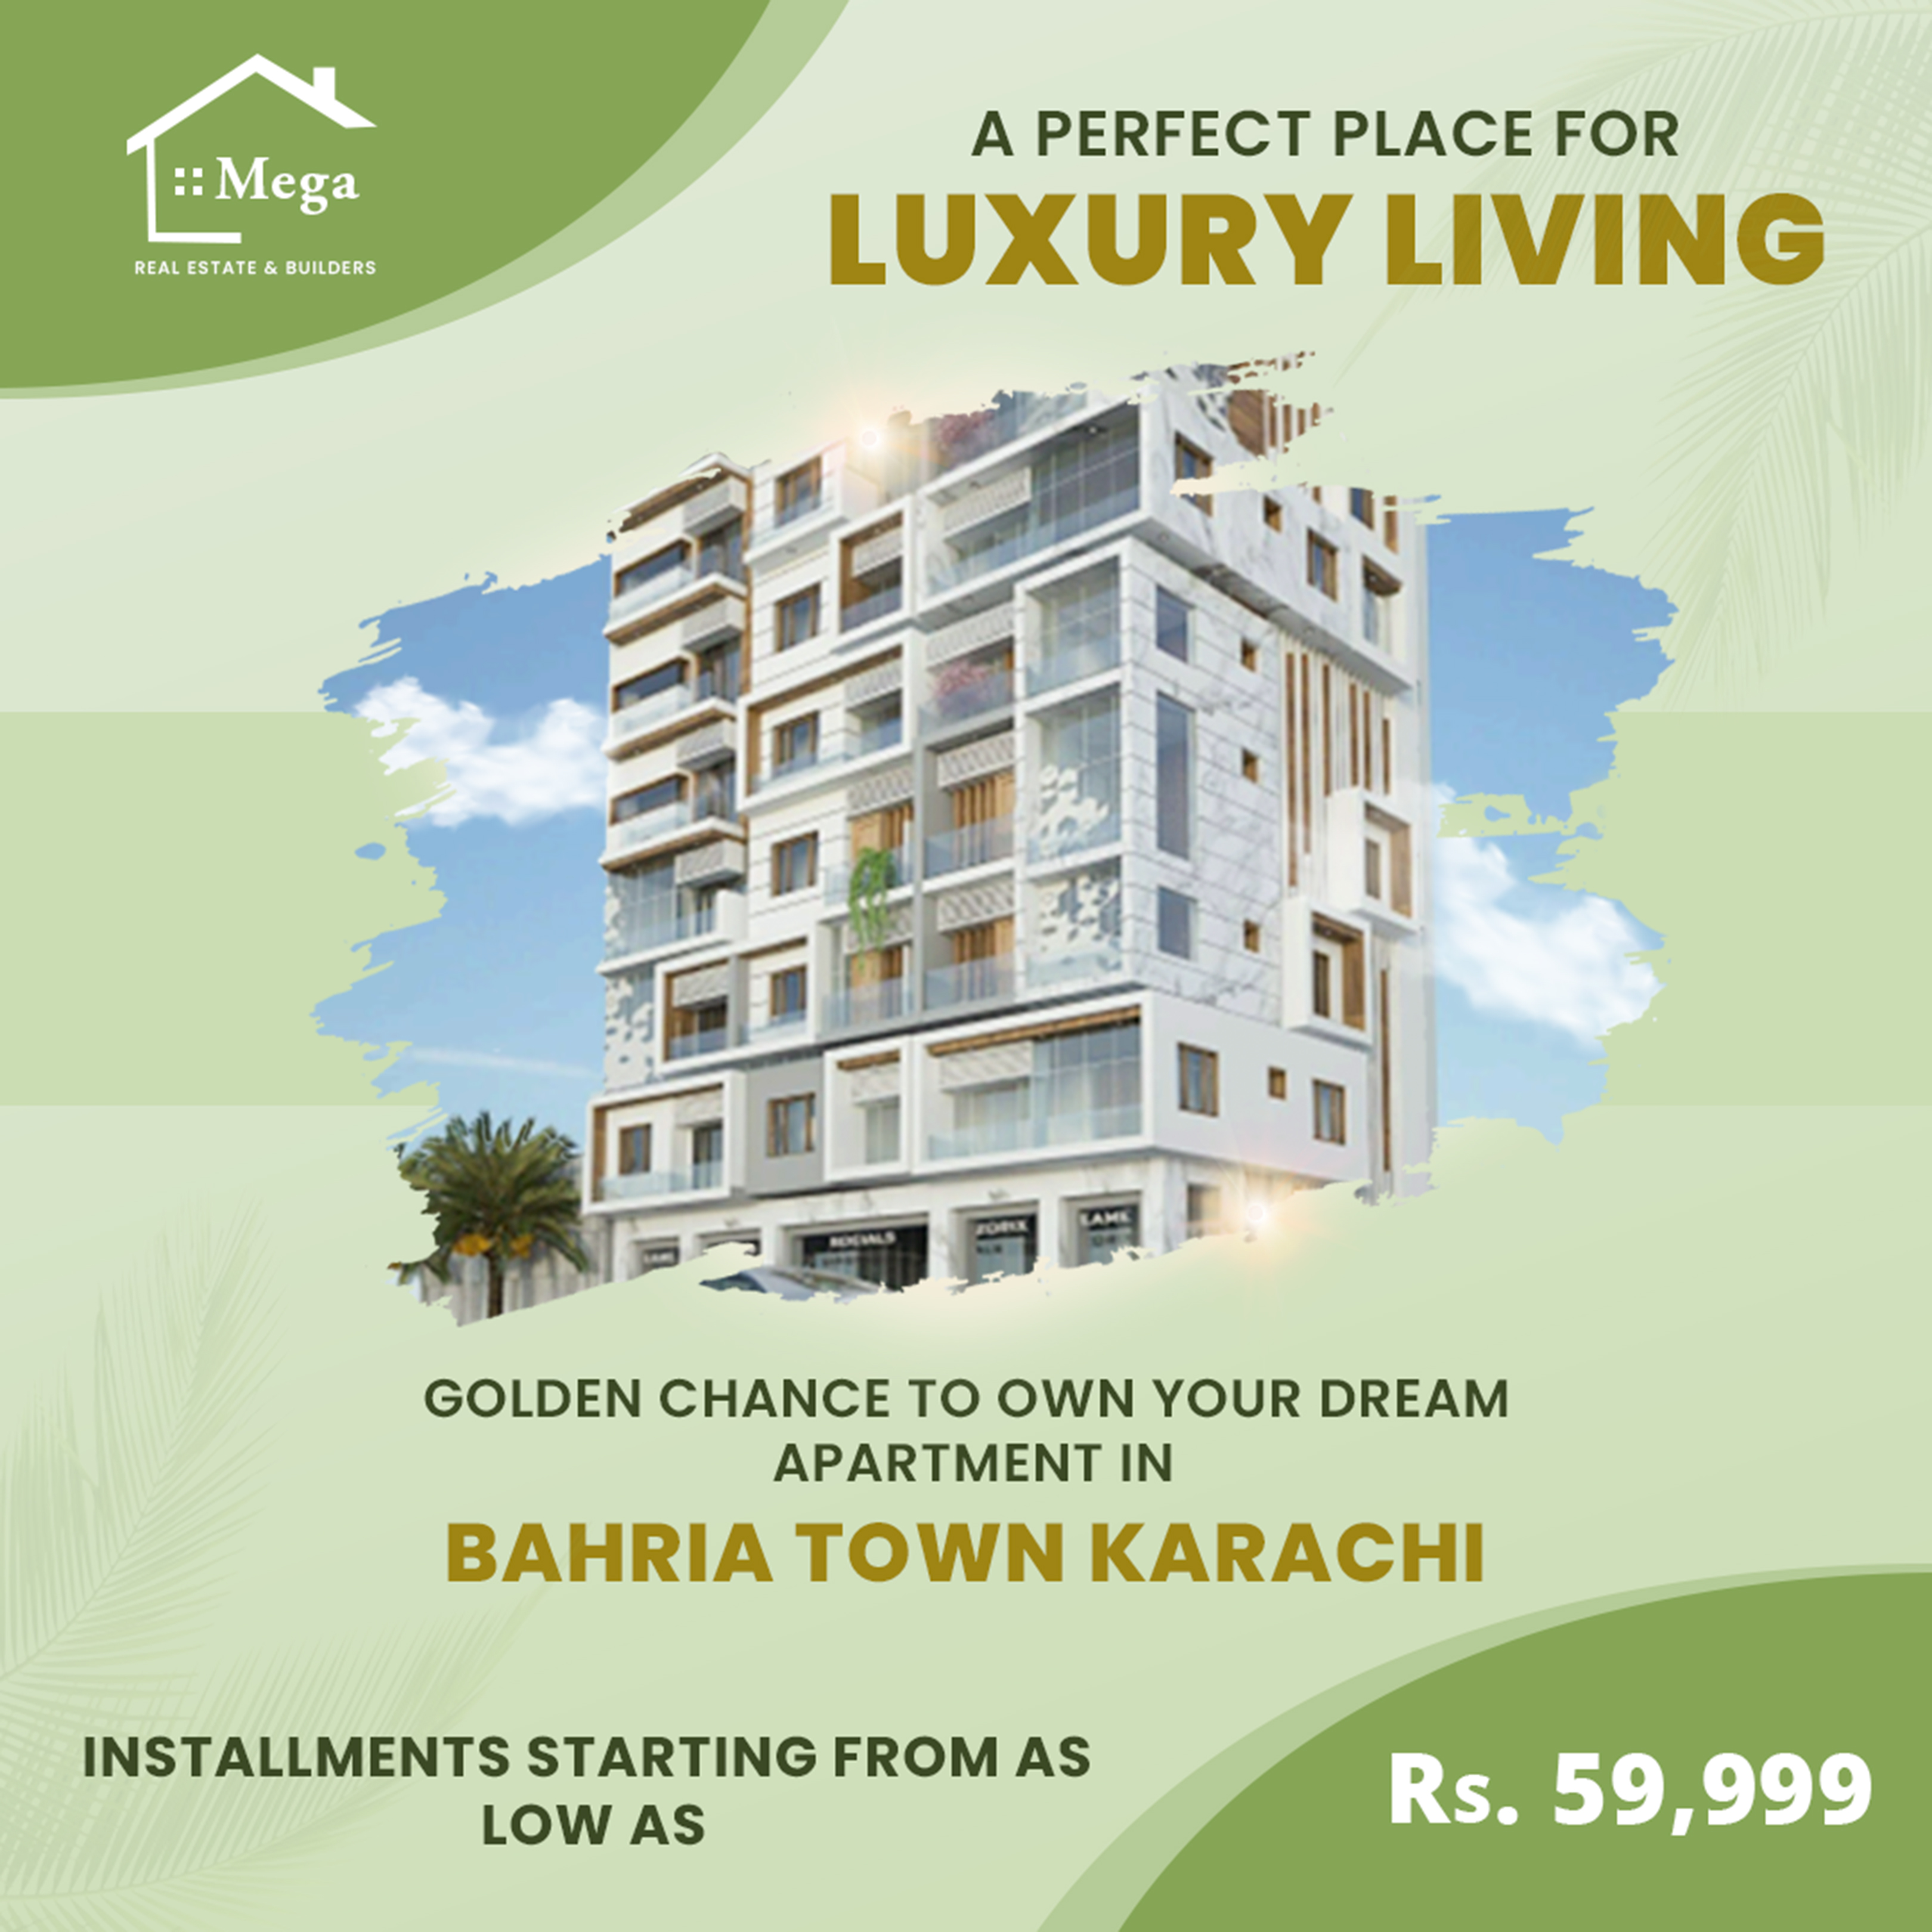 Mega
REAL ESTATE & BUILDERS
A PERFECT PLACE FOR
LUXURY LIVING
GOLDEN CHANCE TO OWN YOUR DREAM
APARTMENT IN
BAHRIA TOWN KARACHI
INSTALLMENTS STARTING FROM AS
LOW AS
Rs. 59,999